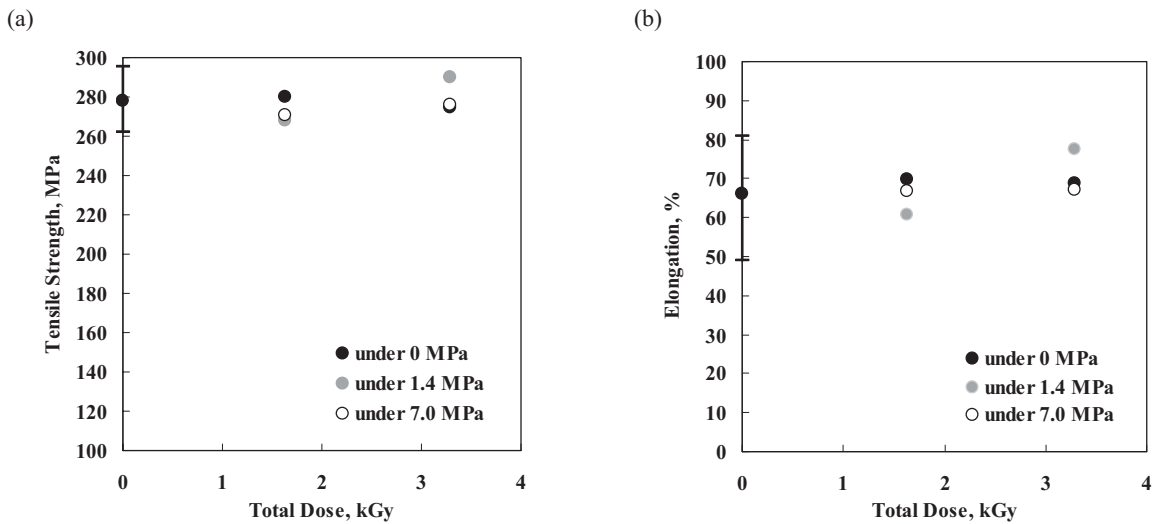 (a)
300
280
260
240
220
200
180
160
140
120
100
0 1 2 3 4
Tensile Strength, MPa
Total Dose, kGy
under 0 MPa
under 1.4 MPa
under 7.0 MPa
(b)
100
90
80
70
60
50
40
30
20
10
0
0 1 2 3 4
Elongation, %
Total Dose, kGy
under 0 MPa
under 1.4 MPa
under 7.0 MPa